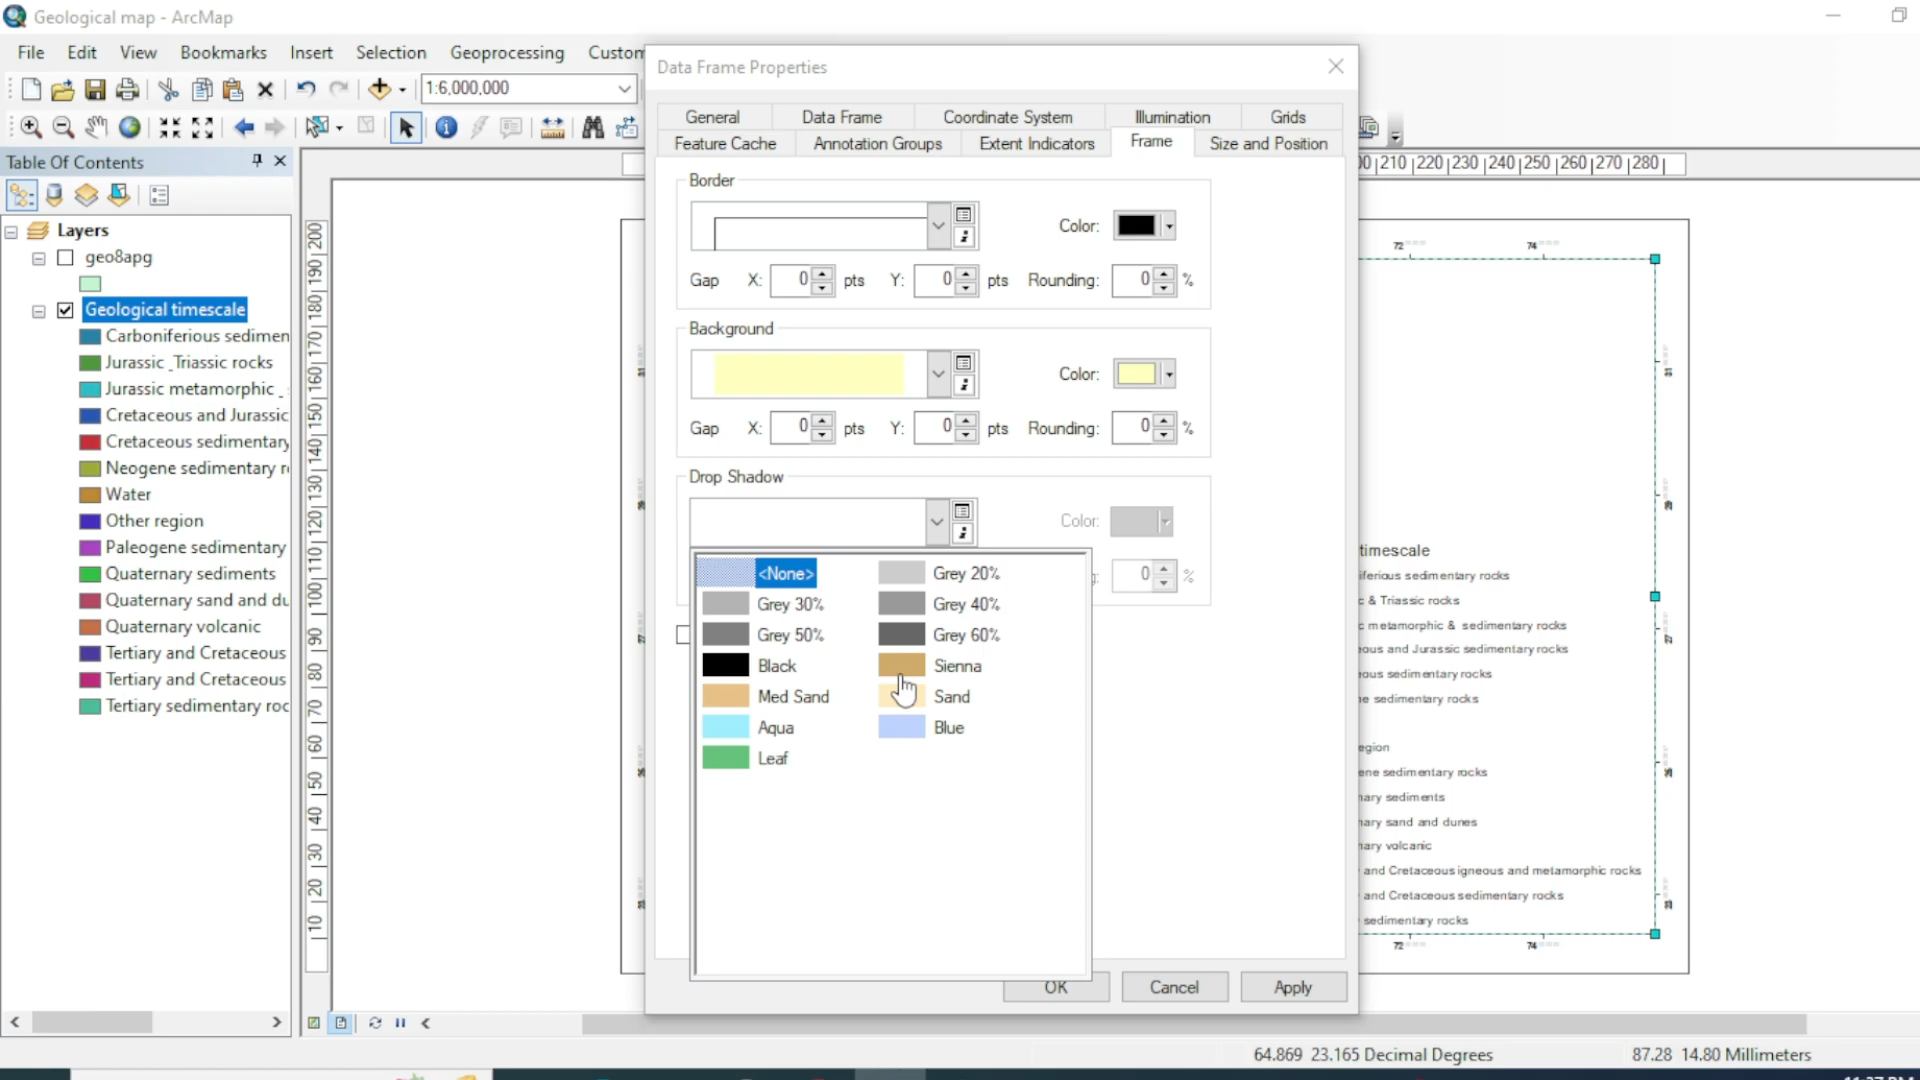 Geological map - ArcMap
File Edit View Bookmarks Insert Selection Geoprocessing Custom
1:6,000,000
Table Of Contents
Layers
geo8apg
Geological timescale
Carboniferious sedimen
Jurassic_Triassic rocks
Jurassic metamorphic_
Cretaceous and Jurassic
Cretaceous sedimentary
Neogene sedimentary r
Water
Other region
Paleogene sedimentary
Quaternary sediments
Quaternary sand and du
Quaternary volcanic
Tertiary and Cretaceous
Tertiary and Cretaceous
Tertiary sedimentary roc
200 190 180 170 160 150 140 130 120 110 100 90 80 70 60 50 40 30 20 10
Data Frame Properties
General Data Frame Coordinate System Illumination Grids
Feature Cache Annotation Groups Extent Indicators Frame Size and Position
Border
Color:
Gap X: 0 pts Y: 0 pts Rounding: 0 %
Background
Color:
Gap X: 0 pts Y: 0 pts Rounding: 0 %
Drop Shadow
Color:
0 %
<None> Grey 20%
Grey 30% Grey 40%
Grey 50% Grey 60%
Black Sienna
Med Sand Sand
Aqua Blue
Leaf
OK Cancel Apply
210 220 230 240 250 260 270 280
72 74
timescale
iferious sedimentary rocks
c & Triassic rocks
c metamorphic & sedimentary rocks
ous and Jurassic sedimentary rocks
ous sedimentary rocks
ne sedimentary rocks
egion
ene sedimentary rocks
nary sediments
nary sand and dunes
nary volcanic
and Cretaceous igneous and metamorphic rocks
and Cretaceous sedimentary rocks
sedimentary rocks
72 74
64.869 23.165 Decimal Degrees
87.28 14.80 Millimeters